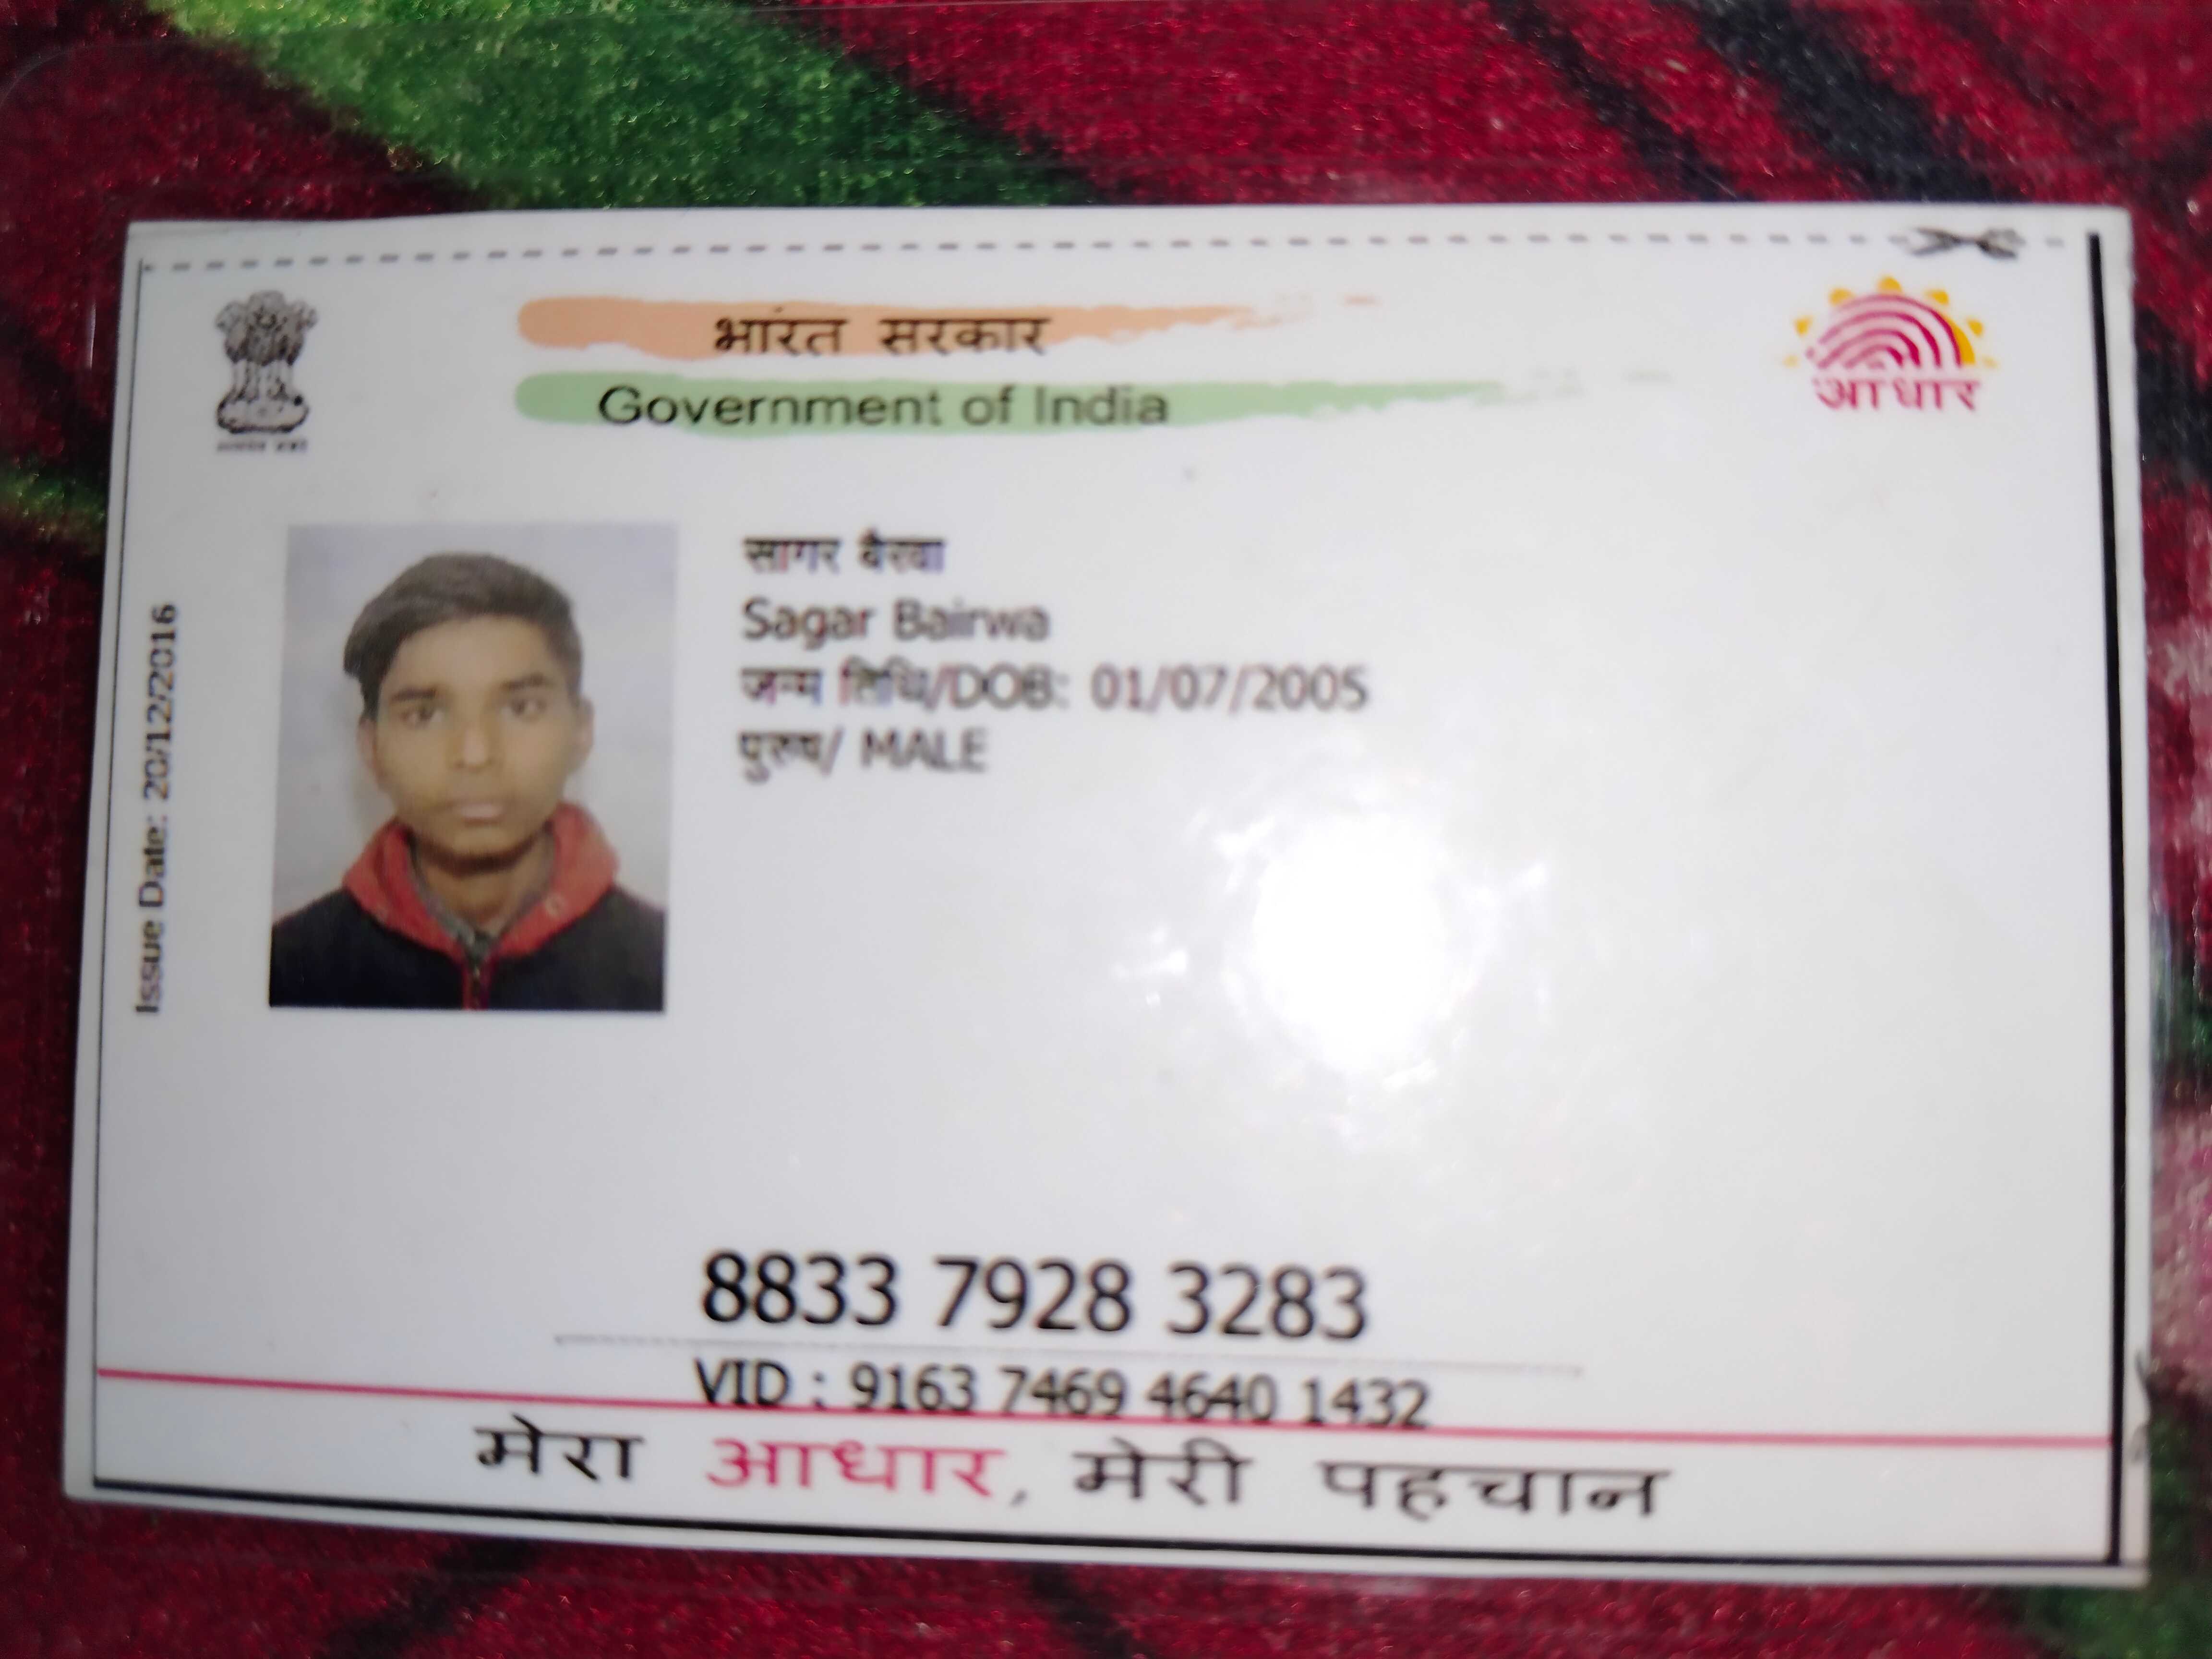 भारत सरकार
Government of India
आधार
Issue Date: 20/12/2016
सागर बैरवा
Sagar Bairwa
जन्म तिथि/DOB: 01/07/2005
पुरुष/ MALE
8833 7928 3283
VID : 9163 7469 4640 1432
मेरा आधार, मेरी पहचान